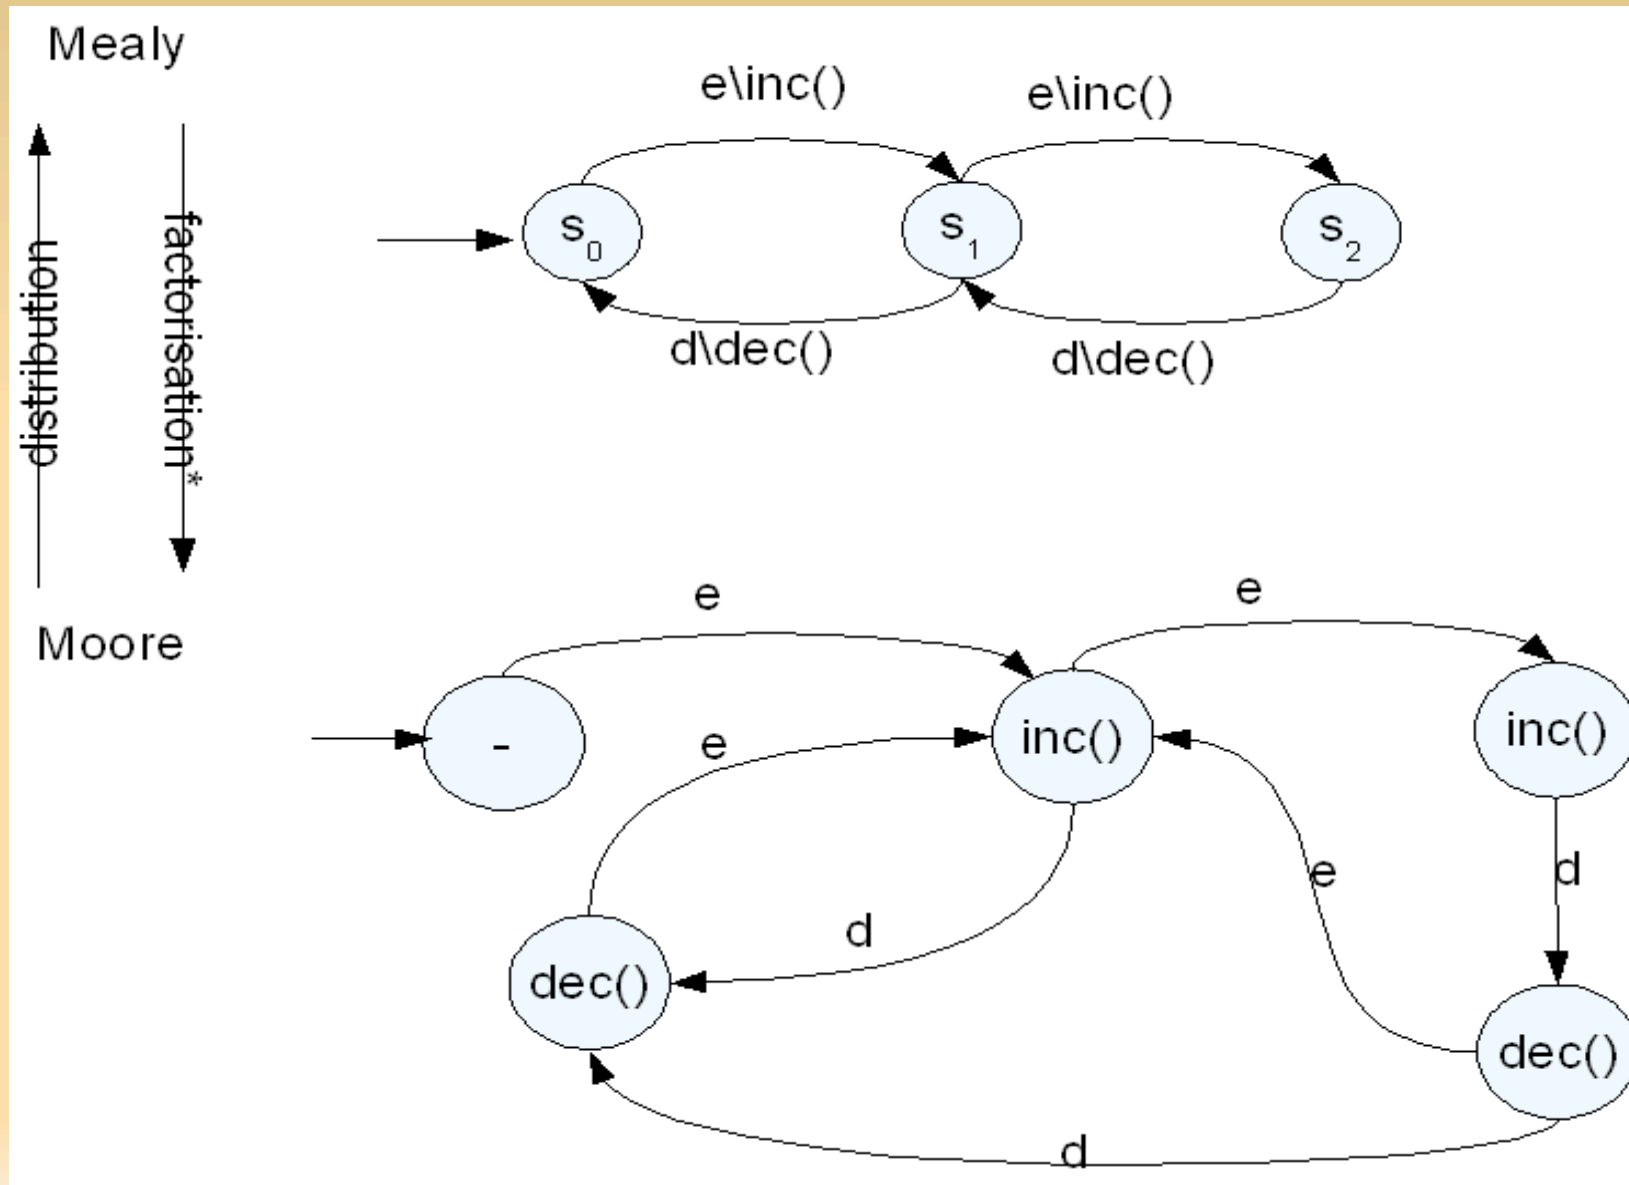 Mealy
e\inc()
e\inc()
s0
s1
s2
d\dec()
d\dec()
distribution
factorisation*
Moore
e
e
-
inc()
inc()
e
e
d
d
dec()
dec()
d